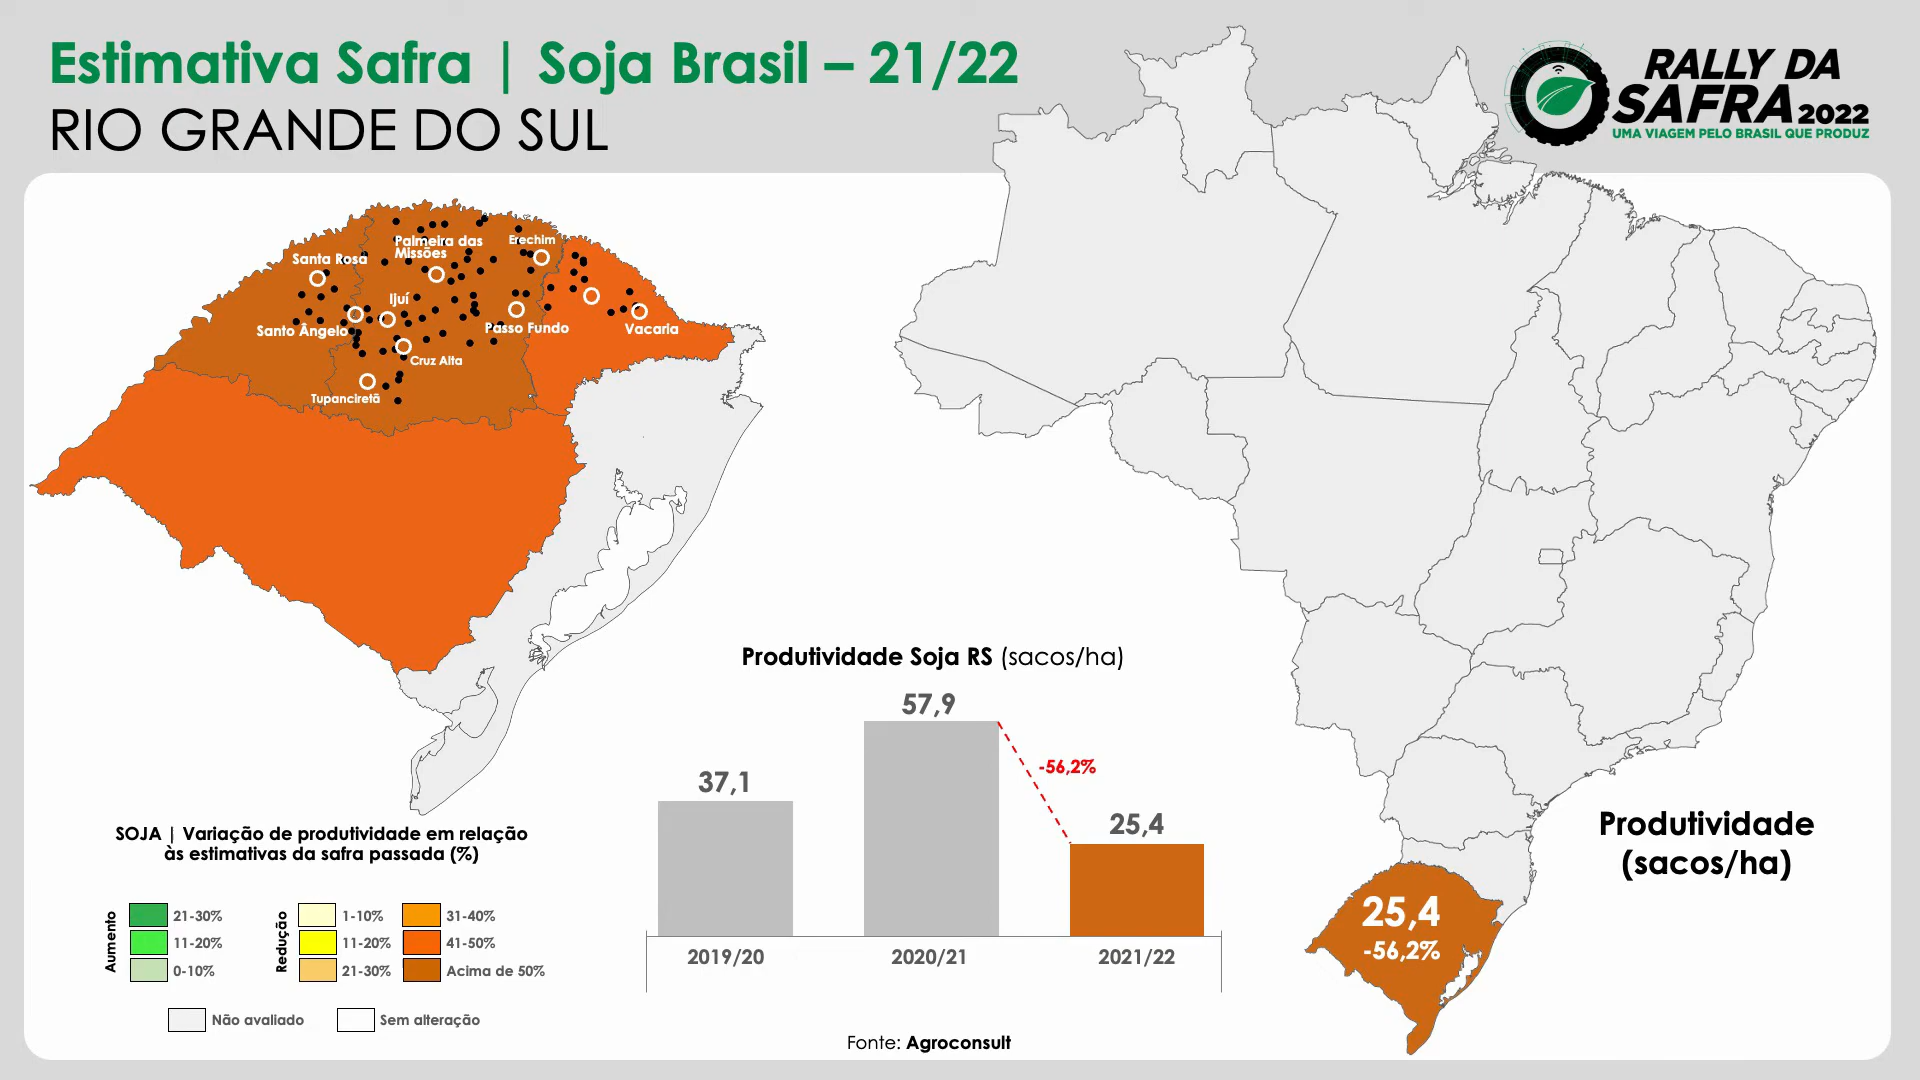 Estimativa Safra | Soja Brasil – 21/22
RIO GRANDE DO SUL
RALLY DA
SAFRA 2022
UMA VIAGEM PELO BRASIL QUE PRODUZ
Palmeira das
Missões
Erechim
Santa Rosa
Ijuí
Santo Ângelo
Passo Fundo
Vacaria
Cruz Alta
Tupanciretã
SOJA | Variação de produtividade em relação
às estimativas da safra passada (%)
Aumento
21-30%
11-20%
0-10%
Redução
1-10%
11-20%
21-30%
31-40%
41-50%
Acima de 50%
Não avaliado
Sem alteração
Produtividade Soja RS (sacos/ha)
37,1
57,9
-56,2%
25,4
2019/20
2020/21
2021/22
Fonte: Agroconsult
Produtividade
(sacos/ha)
25,4
-56,2%